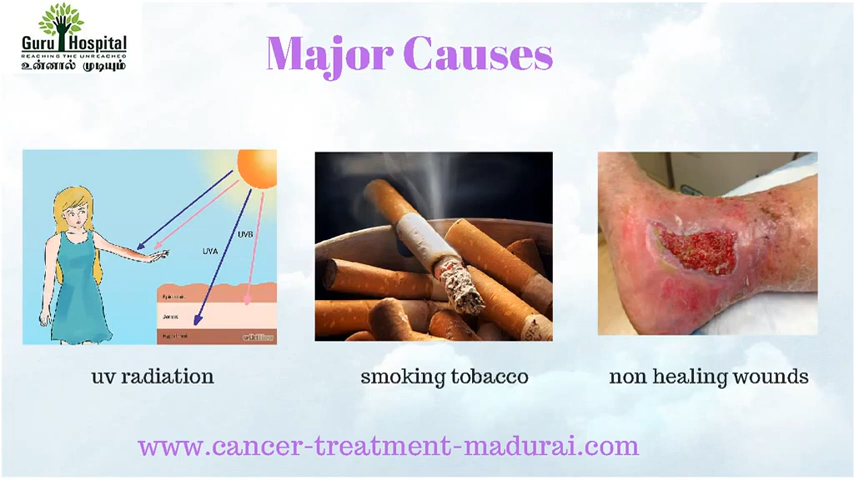 Guru Hospital
REACHING THE UNREACHED
உன்னால் முடியும்
Major Causes
UVB
UVA
wikiHow
uv radiation
smoking tobacco
non healing wounds
www.cancer-treatment-madurai.com